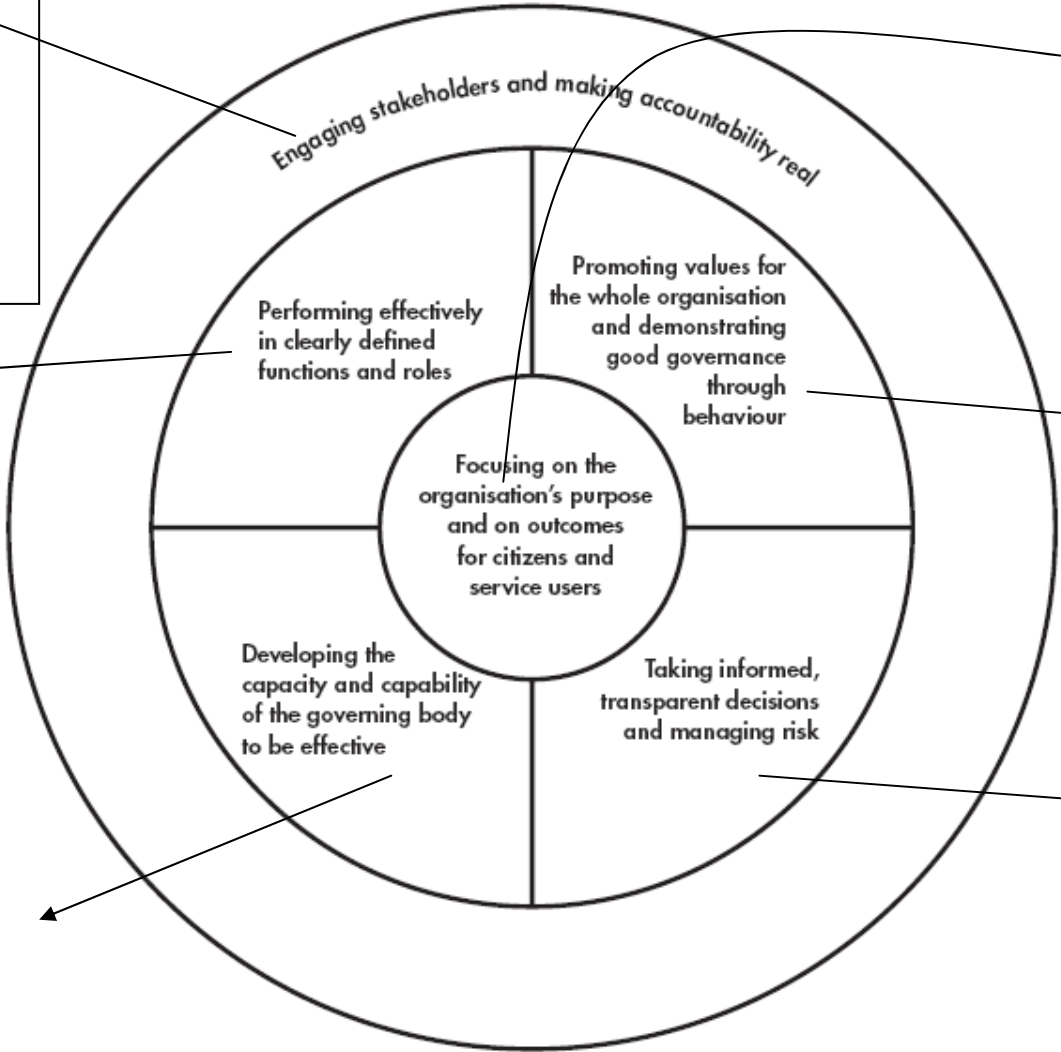 Engaging stakeholders and making accountability real
Performing effectively
in clearly defined
functions and roles
Promoting values for
the whole organisation
and demonstrating
good governance
through
behaviour
Focusing on the
organisation's purpose
and on outcomes
for citizens and
service users
Developing the
capacity and capability
of the governing body
to be effective
Taking informed,
transparent decisions
and managing risk